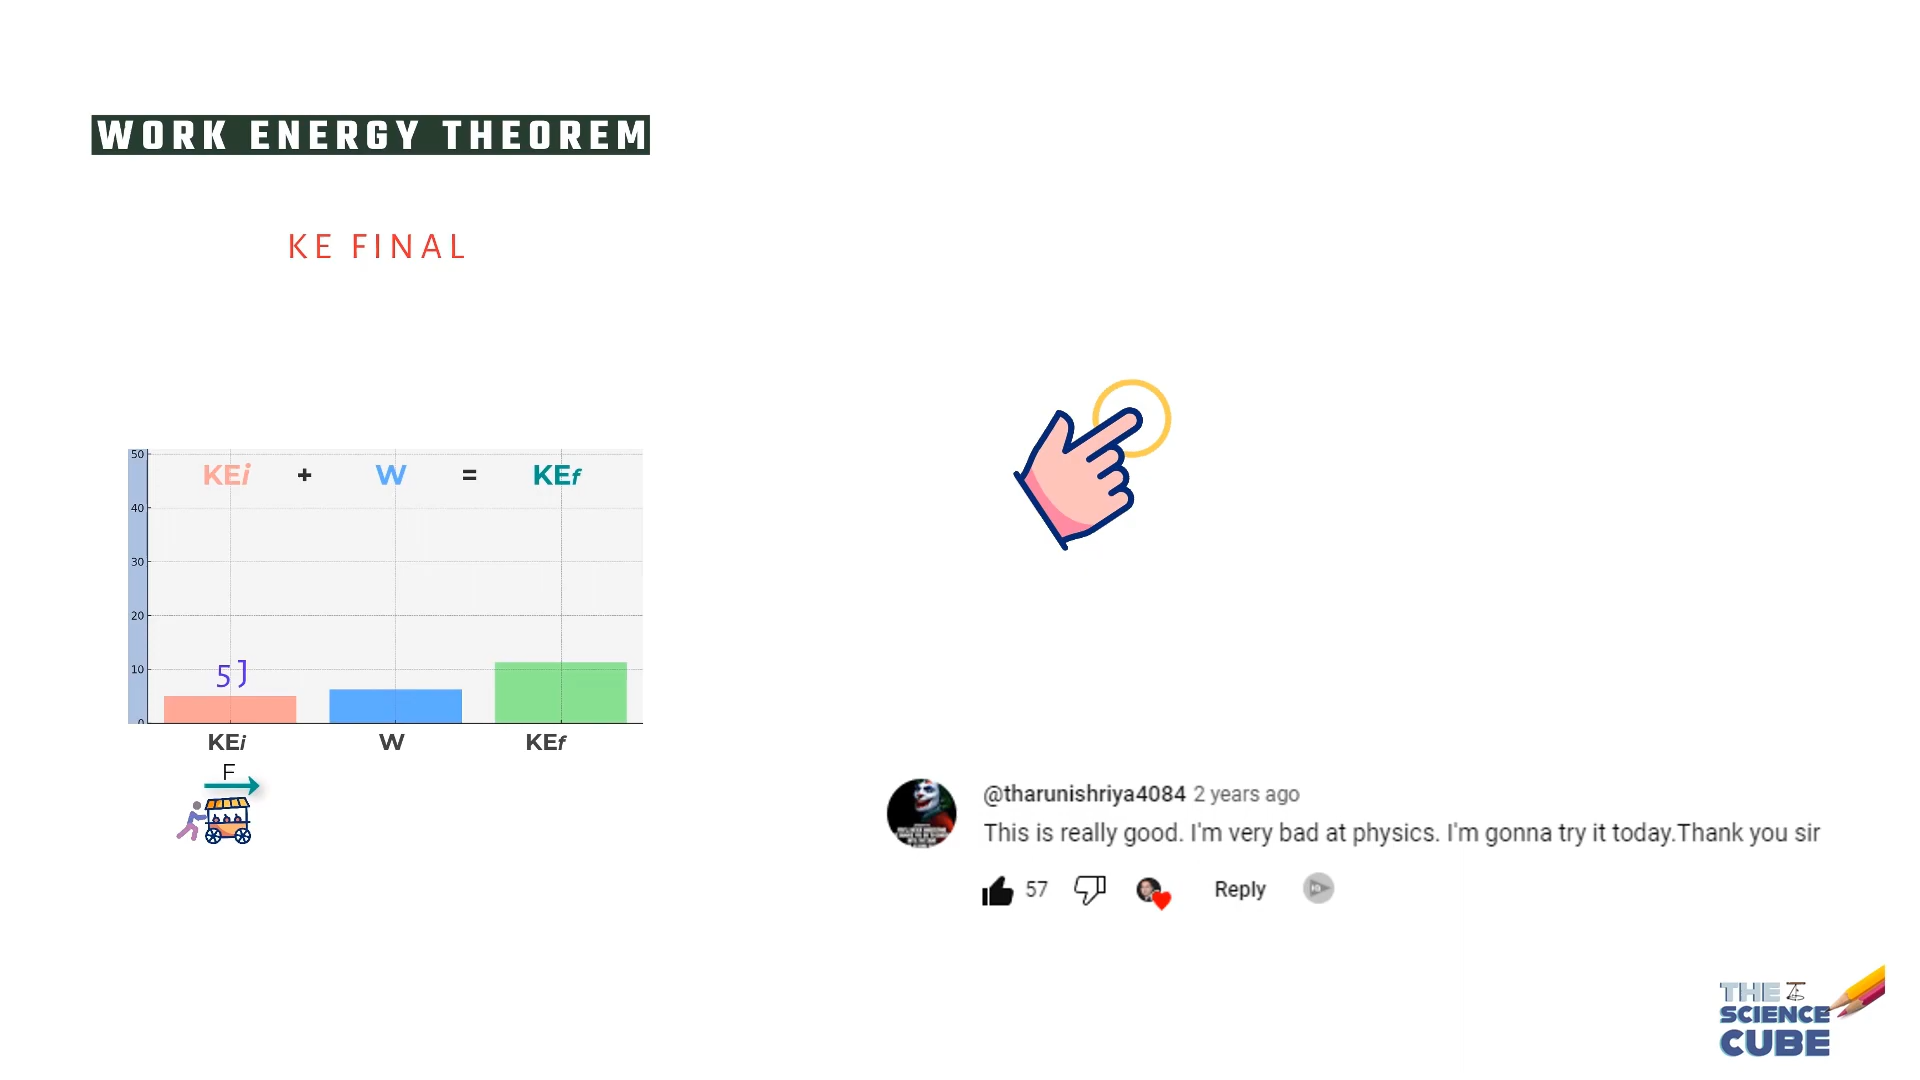 WORK ENERGY THEOREM
KE FINAL
50
KEi + W = KEf
40
30
20
10
5J
0
KEi W KEf
F
@tharunishriya4084 2 years ago
This is really good. I'm very bad at physics. I'm gonna try it today.Thank you sir
57 Reply
THE
SCIENCE
CUBE